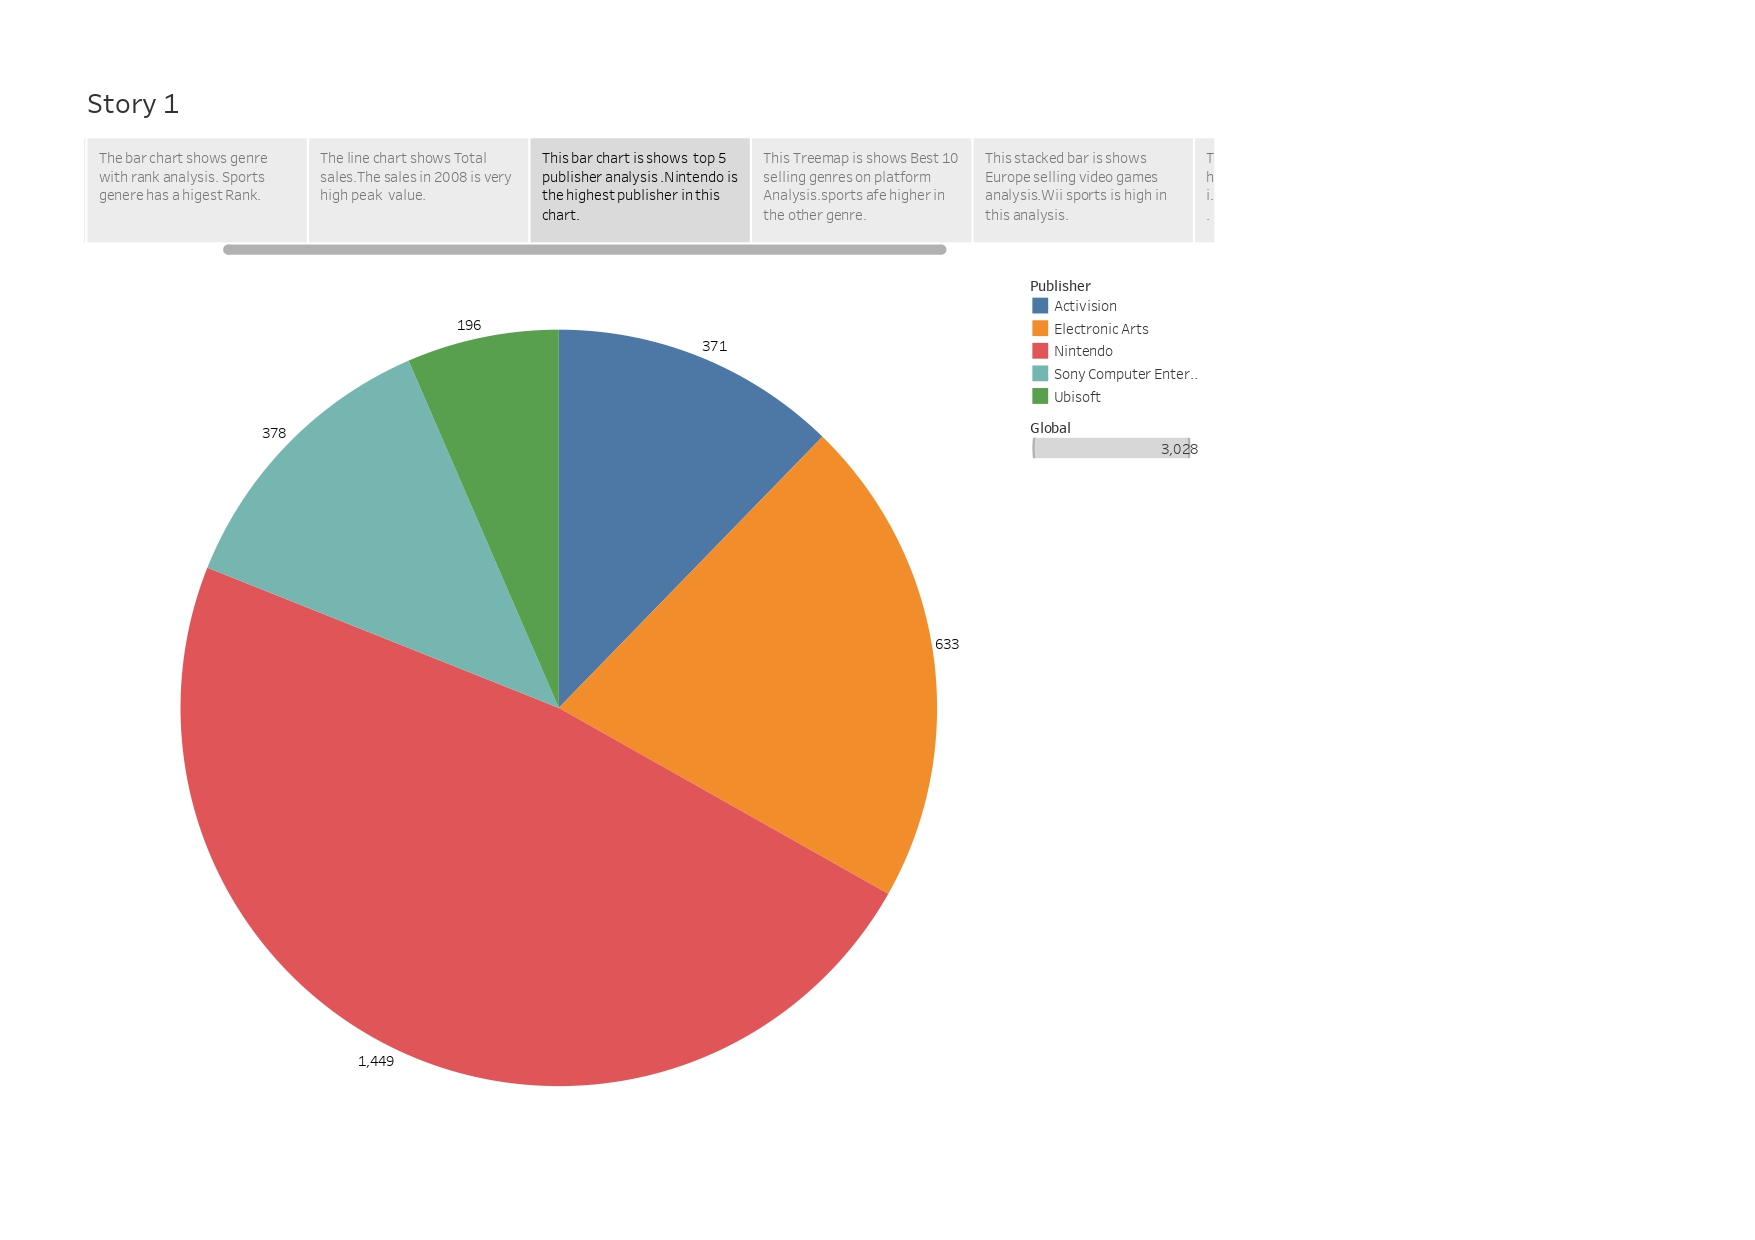 Story 1
The bar chart shows genre
with rank analysis. Sports
genere has a higest Rank.
The line chart shows Total
sales.The sales in 2008 is very
high peak  value.
This bar chart is shows  top 5
publisher analysis .Nintendo is
the highest publisher in this
chart.
This Treemap is shows Best 10
selling genres on platform
Analysis.sports afe higher in
the other genre.
This stacked bar is shows
Europe selling video games
analysis.Wii sports is high in
this analysis.
T
h
i.
.
Publisher
Activision
Electronic Arts
Nintendo
Sony Computer Enter..
Ubisoft
Global
3,028
196
371
378
633
1,449